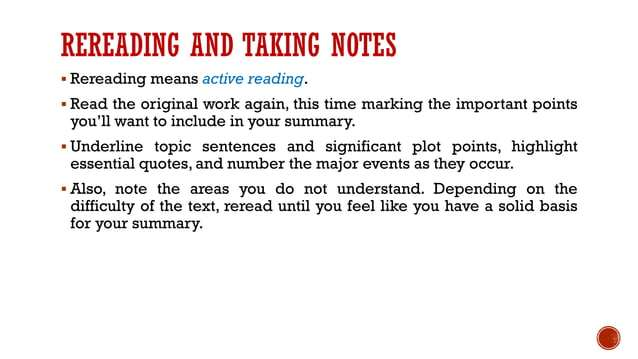 REREADING AND TAKING NOTES
▪ Rereading means active reading.
▪ Read the original work again, this time marking the important points
you'll want to include in your summary.
▪ Underline topic sentences and significant plot points, highlight
essential quotes, and number the major events as they occur.
▪ Also, note the areas you do not understand. Depending on the
difficulty of the text, reread until you feel like you have a solid basis
for your summary.